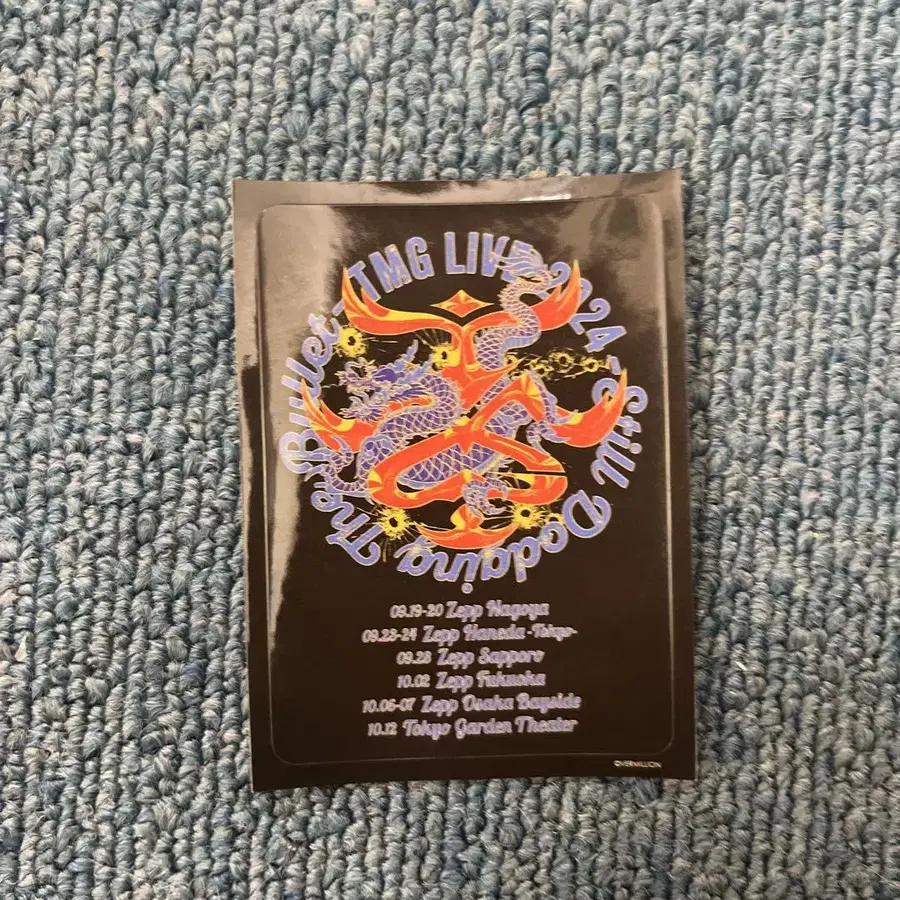 TMG LIVE 2024 -Still Dodging The Bullet-
09.19-20 Zepp Nagoya
09.23-24 Zepp Haneda -Tokyo-
09.28 Zepp Sapporo
10.02 Zepp Fukuoka
10.06-07 Zepp Osaka Bayside
10.12 Tokyo Garden Theater
©VERMILLION